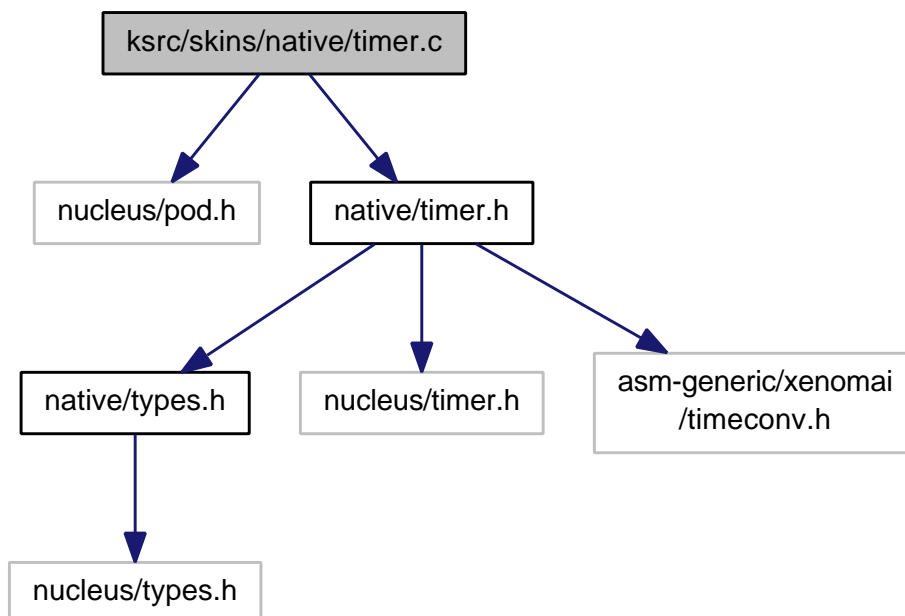 ksrc/skins/native/timer.c
nucleus/pod.h
native/timer.h
native/types.h
nucleus/timer.h
asm-generic/xenomai
/timeconv.h
nucleus/types.h